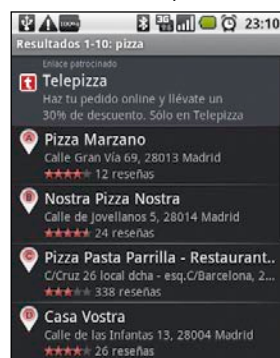 100%
3G
23:10
Resultados 1-10: pizza
Enlace patrocinado
t Telepizza
Haz tu pedido online y llévate un
30% de descuento. Sólo en Telepizza
A Pizza Marzano
Calle Gran Vía 69, 28013 Madrid
12 reseñas
B Nostra Pizza Nostra
Calle de Jovellanos 5, 28014 Madrid
24 reseñas
C Pizza Pasta Parrilla - Restaurant..
C/Cruz 26 local dcha - esq.C/Barcelona, 2...
338 reseñas
D Casa Vostra
Calle de las Infantas 13, 28004 Madrid
26 reseñas